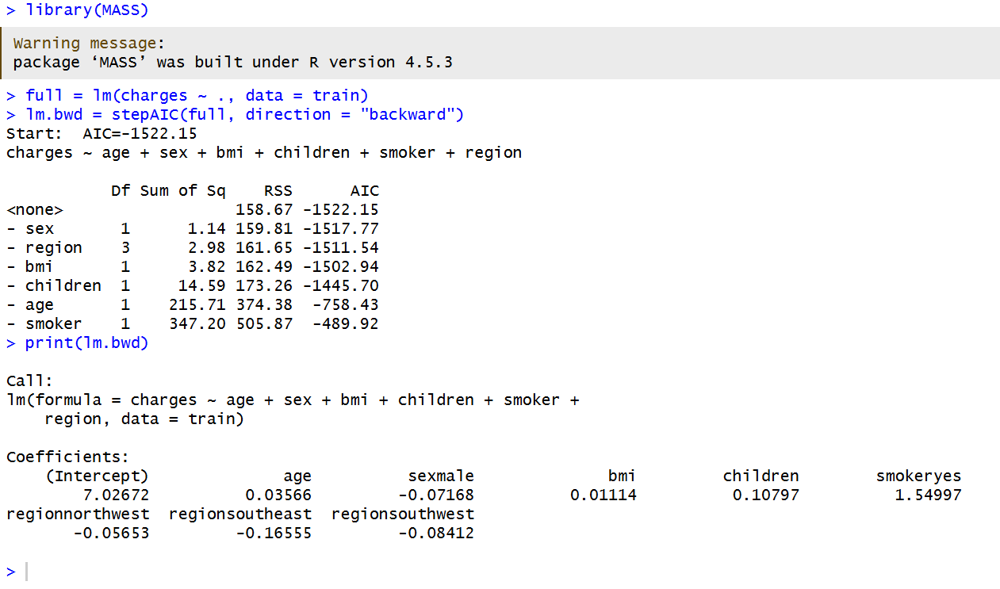 > library(MASS)
Warning message:
package ‘MASS’ was built under R version 4.5.3
> full = lm(charges ~ ., data = train)
> lm.bwd = stepAIC(full, direction = "backward")
Start:  AIC=-1522.15
charges ~ age + sex + bmi + children + smoker + region

           Df Sum of Sq    RSS      AIC
<none>                  158.67 -1522.15
- sex       1      1.14 159.81 -1517.77
- region    3      2.98 161.65 -1511.54
- bmi       1      3.82 162.49 -1502.94
- children  1     14.59 173.26 -1445.70
- age       1    215.71 374.38  -758.43
- smoker    1    347.20 505.87  -489.92
> print(lm.bwd)

Call:
lm(formula = charges ~ age + sex + bmi + children + smoker +
    region, data = train)

Coefficients:
    (Intercept)              age          sexmale              bmi         children        smokeryes
        7.02672          0.03566         -0.07168          0.01114          0.10797          1.54997
regionnorthwest  regionsoutheast  regionsouthwest
       -0.05653         -0.16555         -0.08412

>